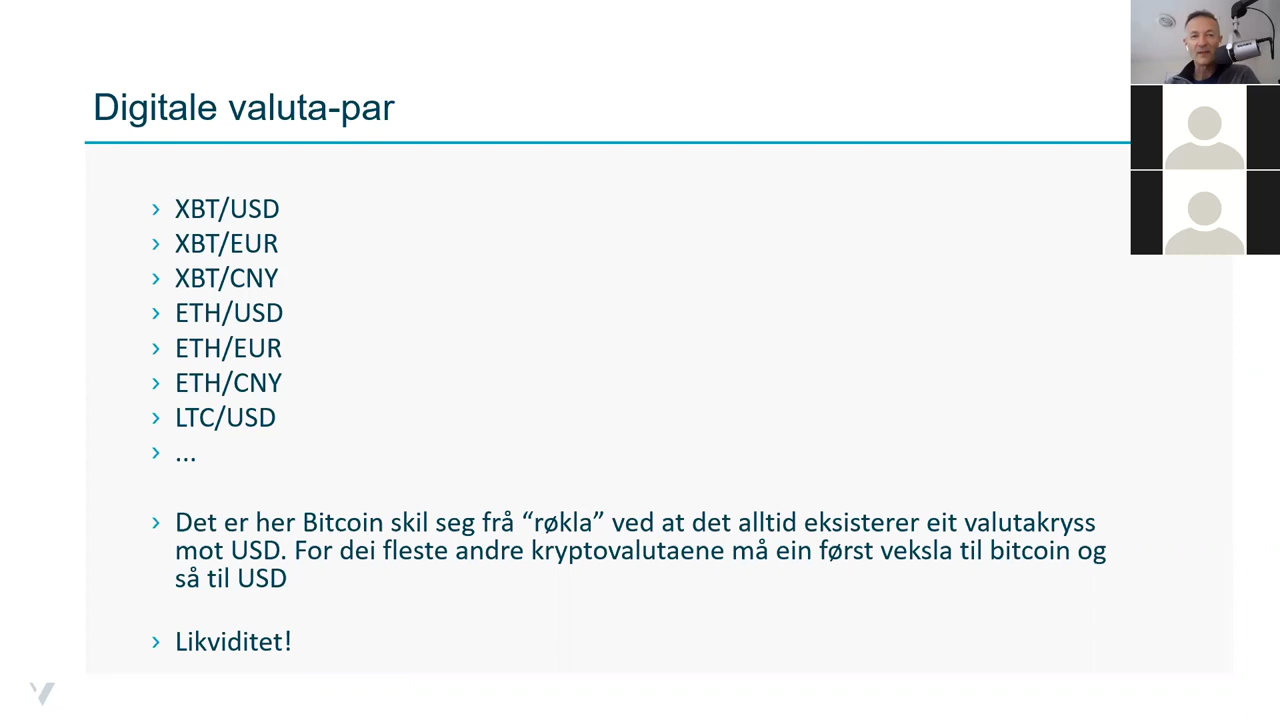 Digitale valuta-par
› XBT/USD
› XBT/EUR
› XBT/CNY
› ETH/USD
› ETH/EUR
› ETH/CNY
› LTC/USD
› ...
› Det er her Bitcoin skil seg frå “røkla” ved at det alltid eksisterer eit valutakryss
mot USD. For dei fleste andre kryptovalutaene må ein først veksla til bitcoin og
så til USD
› Likviditet!